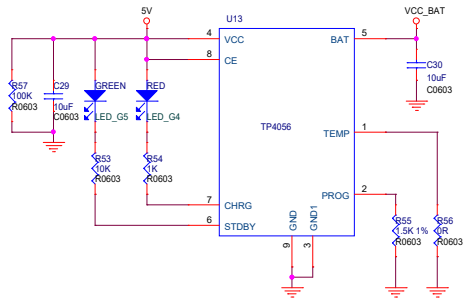 5V
U13
VCC_BAT
4
VCC
BAT
5
8
CE
R57
100K
R0603
C29
10uF
C0603
GREEN
LED_G5
RED
LED_G4
C30
10uF
C0603
TP4056
TEMP
1
R53
10K
R0603
R54
1K
R0603
PROG
2
7
CHRG
6
STDBY
GND
GND1
9
3
R55
1.5K 1%
R0603
R56
0R
R0603